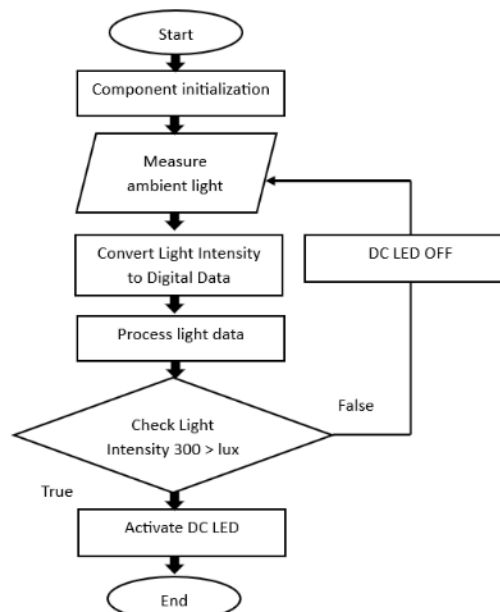 Start
Component initialization
Measure
ambient light
Convert Light Intensity
to Digital Data
DC LED OFF
Process light data
Check Light
Intensity 300 > lux
False
True
Activate DC LED
End